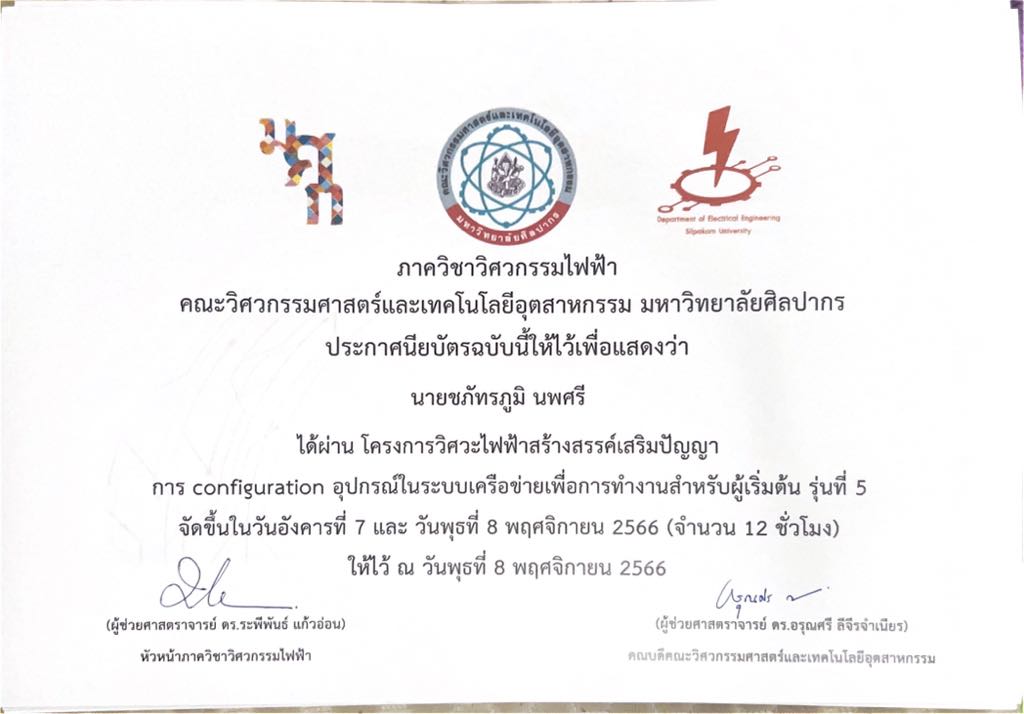 มศก
คณะวิศวกรรมศาสตร์และเทคโนโลยีอุตสาหกรรม
มหาวิทยาลัยศิลปากร
Department of Electrical Engineering
Silpakorn University
ภาควิชาวิศวกรรมไฟฟ้า
คณะวิศวกรรมศาสตร์และเทคโนโลยีอุตสาหกรรม มหาวิทยาลัยศิลปากร
ประกาศนียบัตรฉบับนี้ให้ไว้เพื่อแสดงว่า
นายชภัทรภูมิ นพศรี
ได้ผ่าน โครงการวิศวะไฟฟ้าสร้างสรรค์เสริมปัญญา
การ configuration อุปกรณ์ในระบบเครือข่ายเพื่อการทำงานสำหรับผู้เริ่มต้น รุ่นที่ 5
จัดขึ้นในวันอังคารที่ 7 และ วันพุธที่ 8 พฤศจิกายน 2566 (จำนวน 12 ชั่วโมง)
ให้ไว้ ณ วันพุธที่ 8 พฤศจิกายน 2566
(ผู้ช่วยศาสตราจารย์ ดร.ระพีพันธ์ แก้วอ่อน)
หัวหน้าภาควิชาวิศวกรรมไฟฟ้า
(ผู้ช่วยศาสตราจารย์ ดร.อรุณศรี ลีจีรจำเนียร)
คณบดีคณะวิศวกรรมศาสตร์และเทคโนโลยีอุตสาหกรรม